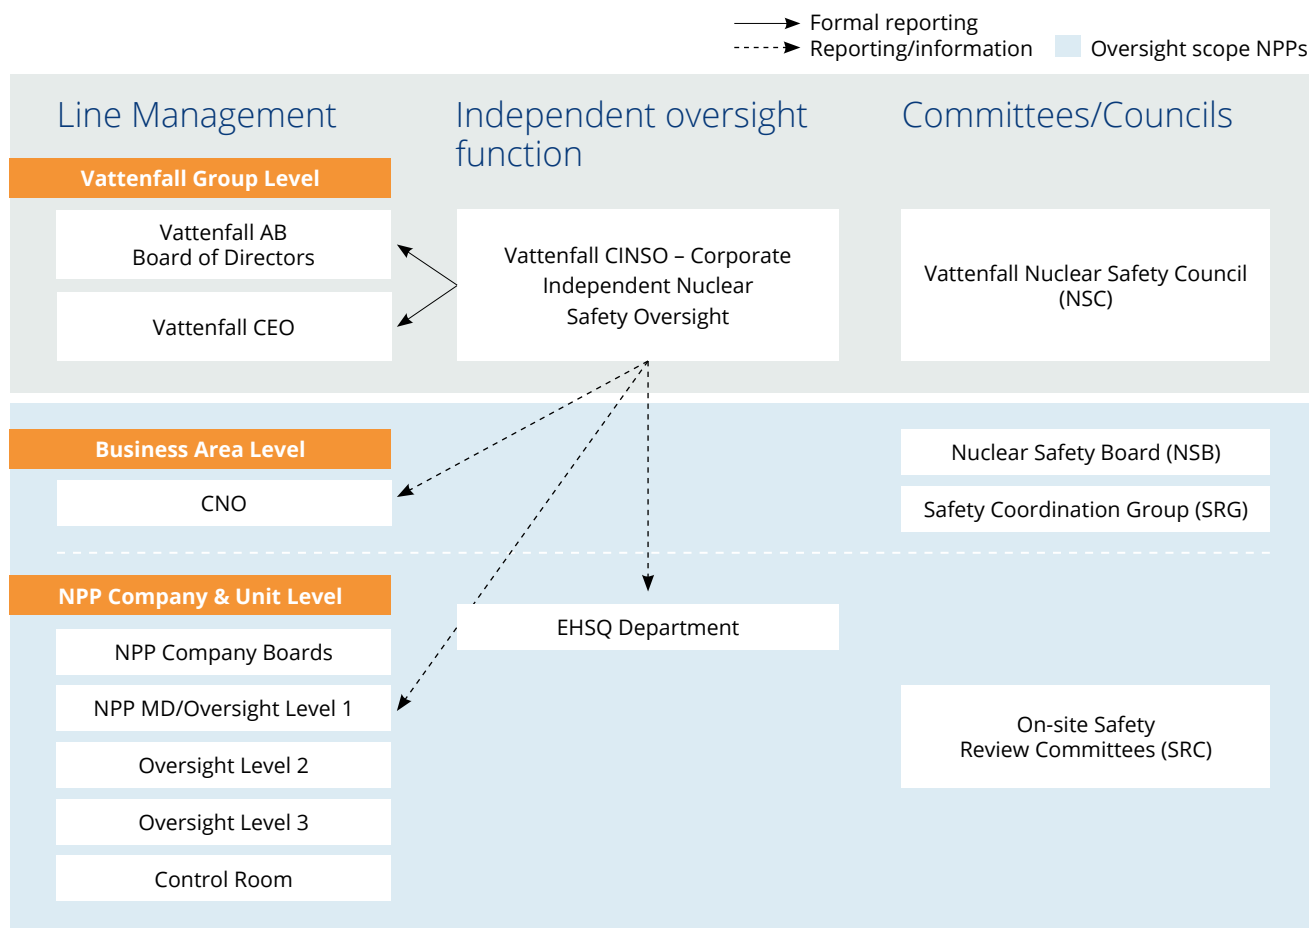 Formal reporting
Reporting/information
Oversight scope NPPs
Line Management
Independent oversight
function
Committees/Councils
Vattenfall Group Level
Vattenfall AB
Board of Directors
Vattenfall CEO
Vattenfall CINSO – Corporate
Independent Nuclear
Safety Oversight
Vattenfall Nuclear Safety Council
(NSC)
Business Area Level
CNO
Nuclear Safety Board (NSB)
Safety Coordination Group (SRG)
NPP Company & Unit Level
NPP Company Boards
NPP MD/Oversight Level 1
Oversight Level 2
Oversight Level 3
Control Room
EHSQ Department
On-site Safety
Review Committees (SRC)